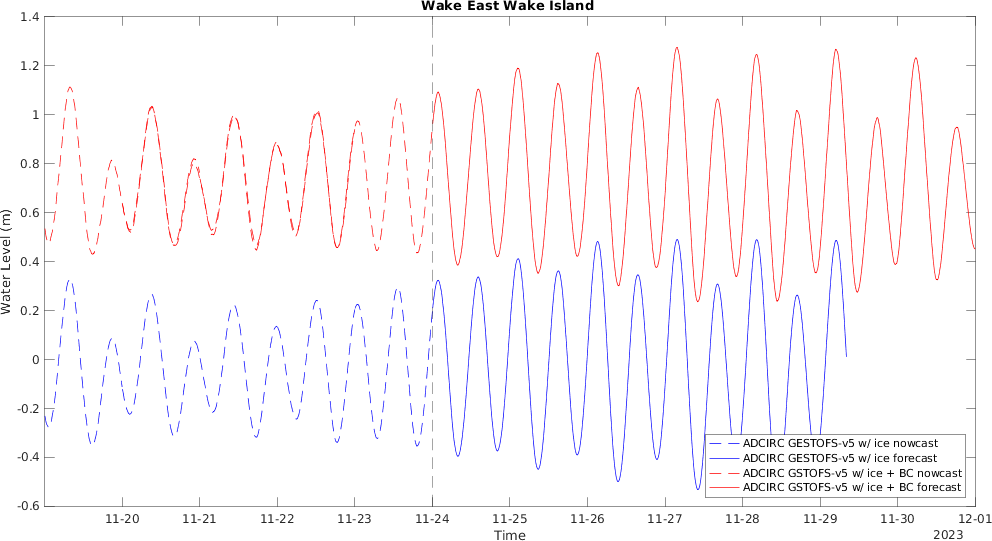 Wake East Wake Island
Water Level (m)
1.4
1.2
1
0.8
0.6
0.4
0.2
0
-0.2
-0.4
-0.6
ADCIRC GESTOFS-v5 w/ ice nowcast
ADCIRC GESTOFS-v5 w/ ice forecast
ADCIRC GSTOFS-v5 w/ ice + BC nowcast
ADCIRC GSTOFS-v5 w/ ice + BC forecast
11-20 11-21 11-22 11-23 11-24 11-25 11-26 11-27 11-28 11-29 11-30 12-01
Time
2023